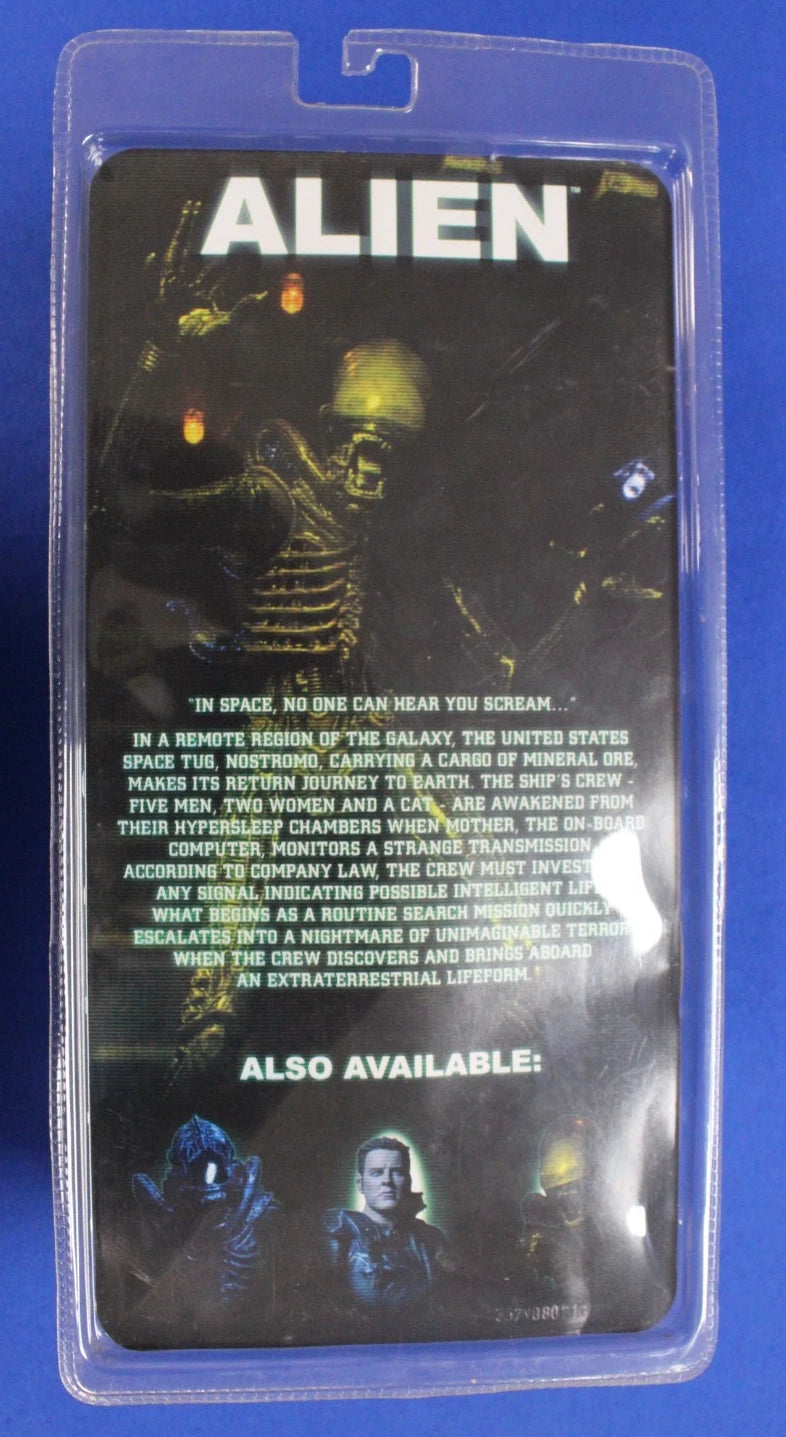 ALIEN™
"IN SPACE, NO ONE CAN HEAR YOU SCREAM..."
IN A REMOTE REGION OF THE GALAXY, THE UNITED STATES
SPACE TUG, NOSTROMO, CARRYING A CARGO OF MINERAL ORE,
MAKES ITS RETURN JOURNEY TO EARTH. THE SHIP'S CREW -
FIVE MEN, TWO WOMEN AND A CAT ARE AWAKENED FROM
THEIR HYPERSLEEP CHAMBERS WHEN MOTHER, THE ON-BOARD
COMPUTER, MONITORS A STRANGE TRANSMISSION
ACCORDING TO COMPANY LAW, THE CREW MUST
ANY SIGNAL INDICATING POSSIBLE INTELLIGENT
WHAT BEGINS AS A ROUTINE SEARCH MISSION QUICKLY
ESCALATES INTO A NIGHTMARE OF UNIMAGINABLE TERROR
WHEN THE CREW DISCOVERS AND BRINGS ABOARD
AN EXTRATERRESTRIAL LIFEFORM.
ALSO AVAILABLE: